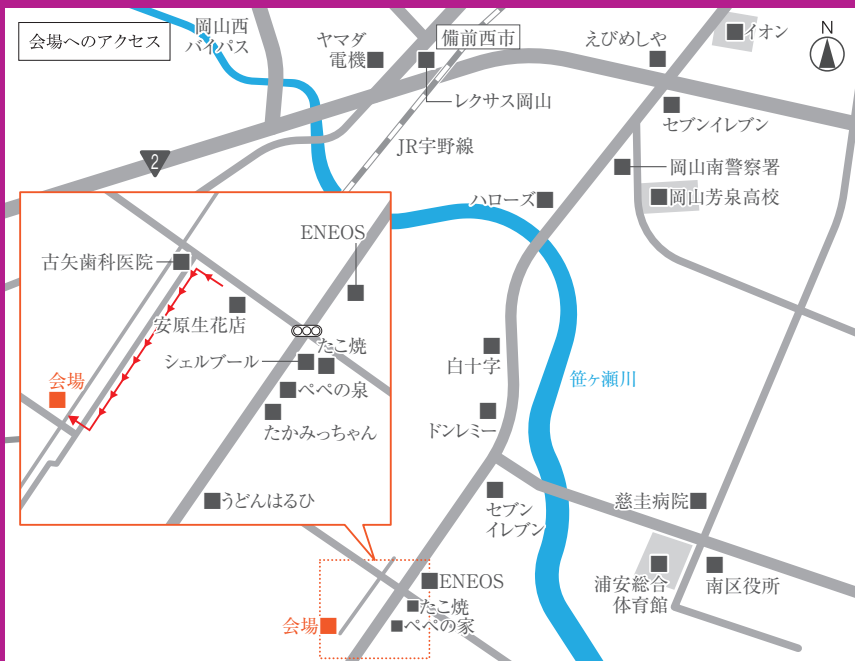 会場へのアクセス
岡山西
バイパス
ヤマダ
電機
備前西市
えびめしや
イオン
N
レクサス岡山
セブンイレブン
JR宇野線
2
岡山南警察署
ハローズ
岡山芳泉高校
ENEOS
古矢歯科医院
安原生花店
たこ焼
シェルブール
ぺぺの泉
会場
たかみっちゃん
うどんはるひ
白十字
笹ヶ瀬川
ドンレミー
セブン
イレブン
慈圭病院
ENEOS
浦安総合
体育館
南区役所
たこ焼
ぺぺの家
会場